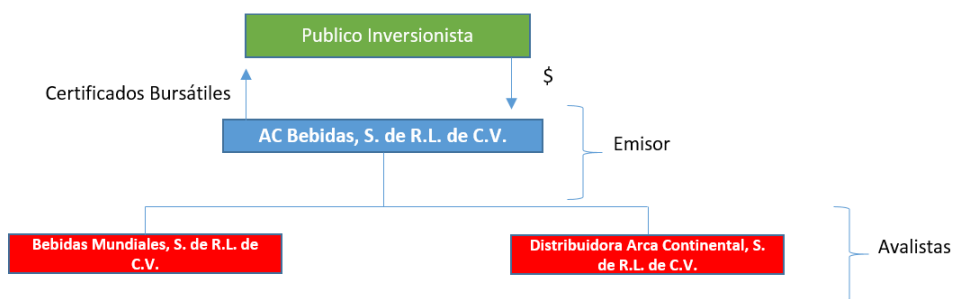 Publico Inversionista
$
Certificados Bursátiles
AC Bebidas, S. de R.L. de C.V.
Emisor
Bebidas Mundiales, S. de R.L. de
C.V.
Distribuidora Arca Continental, S.
de R.L. de C.V.
Avalistas